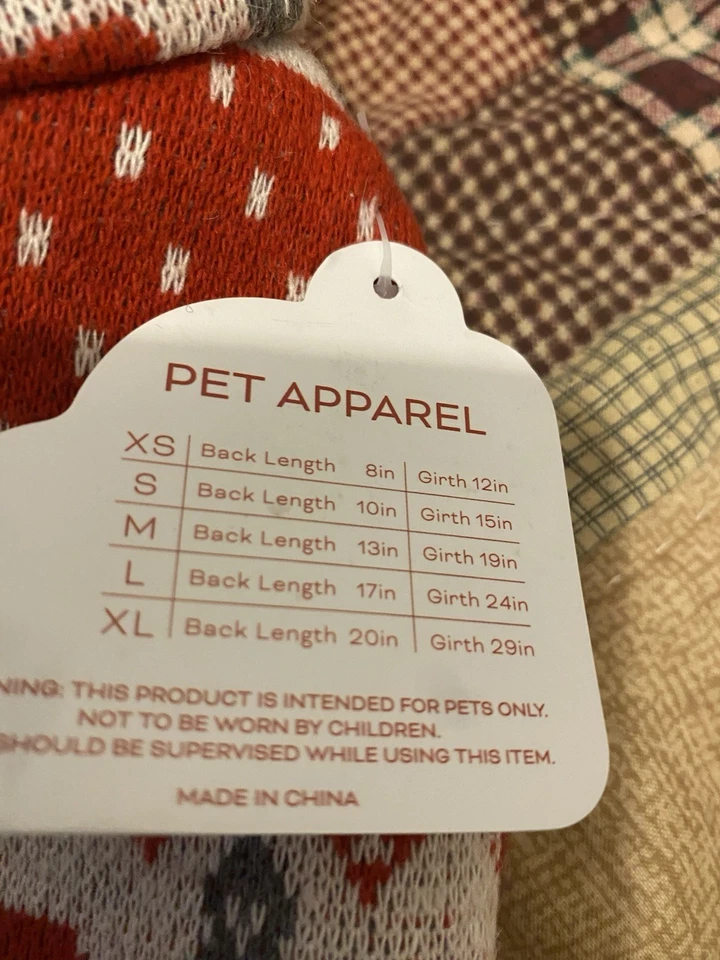 PET APPAREL
XS Back Length 8in Girth 12in
S Back Length 10in Girth 15in
M Back Length 13in Girth 19in
L Back Length 17in Girth 24in
XL Back Length 20in Girth 29in
NING: THIS PRODUCT IS INTENDED FOR PETS ONLY.
NOT TO BE WORN BY CHILDREN.
SHOULD BE SUPERVISED WHILE USING THIS ITEM.
MADE IN CHINA